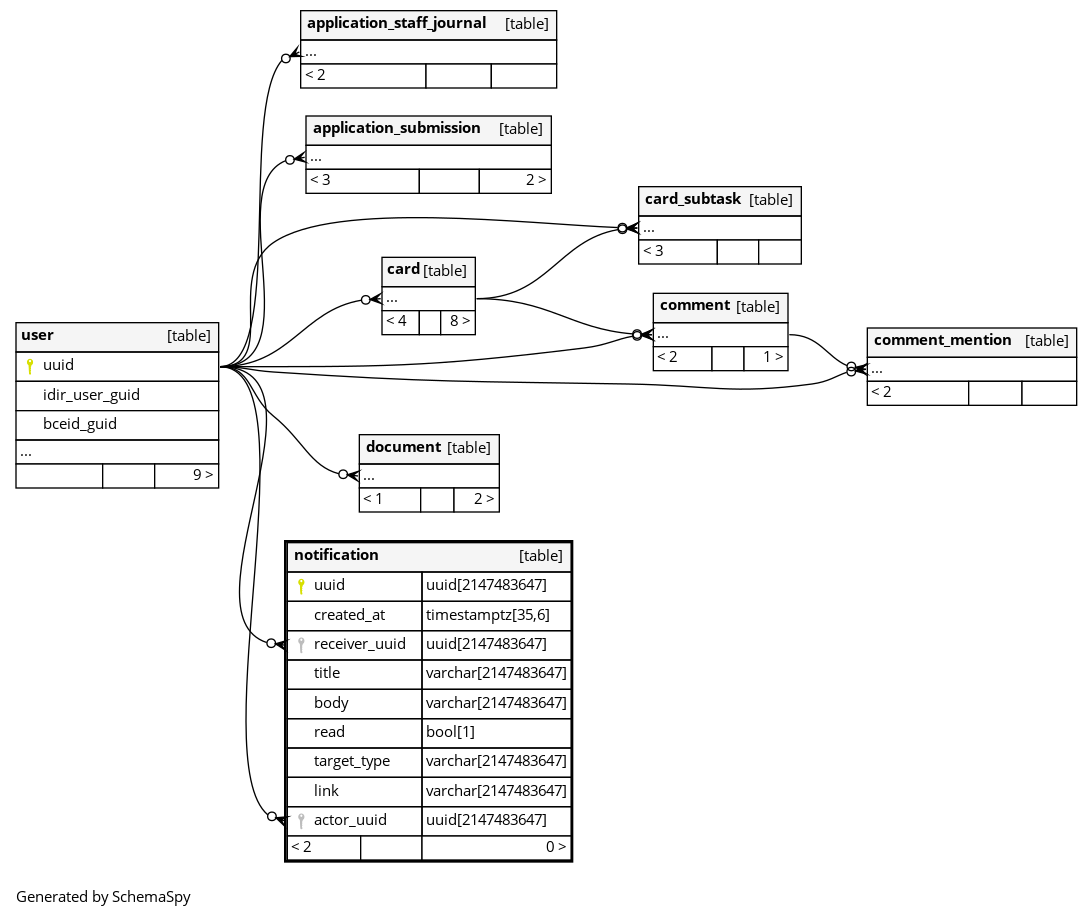 application_staff_journal [table]
...
< 2
application_submission [table]
...
< 3 2 >
card_subtask [table]
...
< 3
card [table]
...
< 4 8 >
comment [table]
...
< 2 1 >
comment_mention [table]
...
< 2
user [table]
uuid
idir_user_guid
bceid_guid
...
9 >
document [table]
...
< 1 2 >
notification [table]
uuid uuid[2147483647]
created_at timestamptz[35,6]
receiver_uuid uuid[2147483647]
title varchar[2147483647]
body varchar[2147483647]
read bool[1]
target_type varchar[2147483647]
link varchar[2147483647]
actor_uuid uuid[2147483647]
< 2 0 >
Generated by SchemaSpy